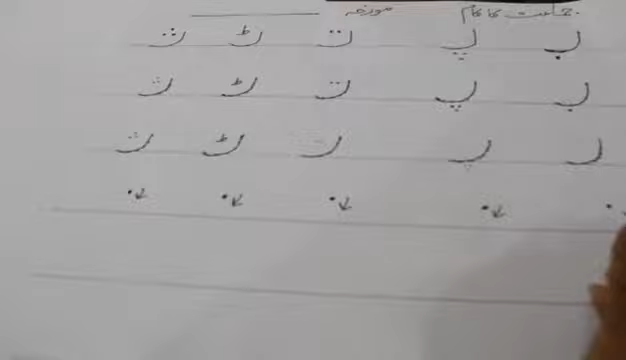 جماعت کا کام مورخہ
ب پ ت ٹ ث
ب پ ت ٹ ث
ب پ ت ٹ ث